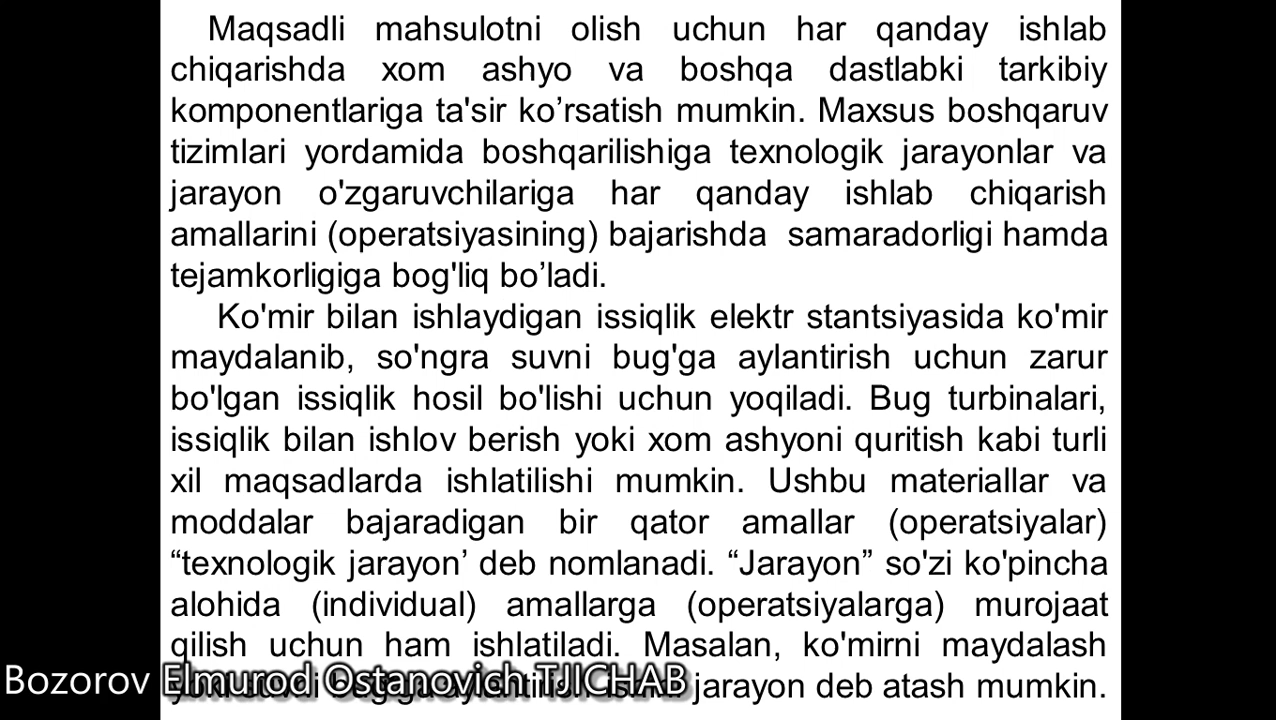 Maqsadli mahsulotni olish uchun har qanday ishlab
chiqarishda xom ashyo va boshqa dastlabki tarkibiy
komponentlariga ta'sir ko’rsatish mumkin. Maxsus boshqaruv
tizimlari yordamida boshqarilishiga texnologik jarayonlar va
jarayon o'zgaruvchilariga har qanday ishlab chiqarish
amallarini (operatsiyasining) bajarishda samaradorligi hamda
tejamkorligiga bog'liq bo’ladi.
Ko'mir bilan ishlaydigan issiqlik elektr stantsiyasida ko'mir
maydalanib, so'ngra suvni bug'ga aylantirish uchun zarur
bo'lgan issiqlik hosil bo'lishi uchun yoqiladi. Bug turbinalari,
issiqlik bilan ishlov berish yoki xom ashyoni quritish kabi turli
xil maqsadlarda ishlatilishi mumkin. Ushbu materiallar va
moddalar bajaradigan bir qator amallar (operatsiyalar)
“texnologik jarayon’ deb nomlanadi. “Jarayon” so'zi ko'pincha
alohida (individual) amallarga (operatsiyalarga) murojaat
qilish uchun ham ishlatiladi. Masalan, ko'mirni maydalash
jarayon deb atash mumkin.
Bozorov Elmurod Ostanovich TJICHAB